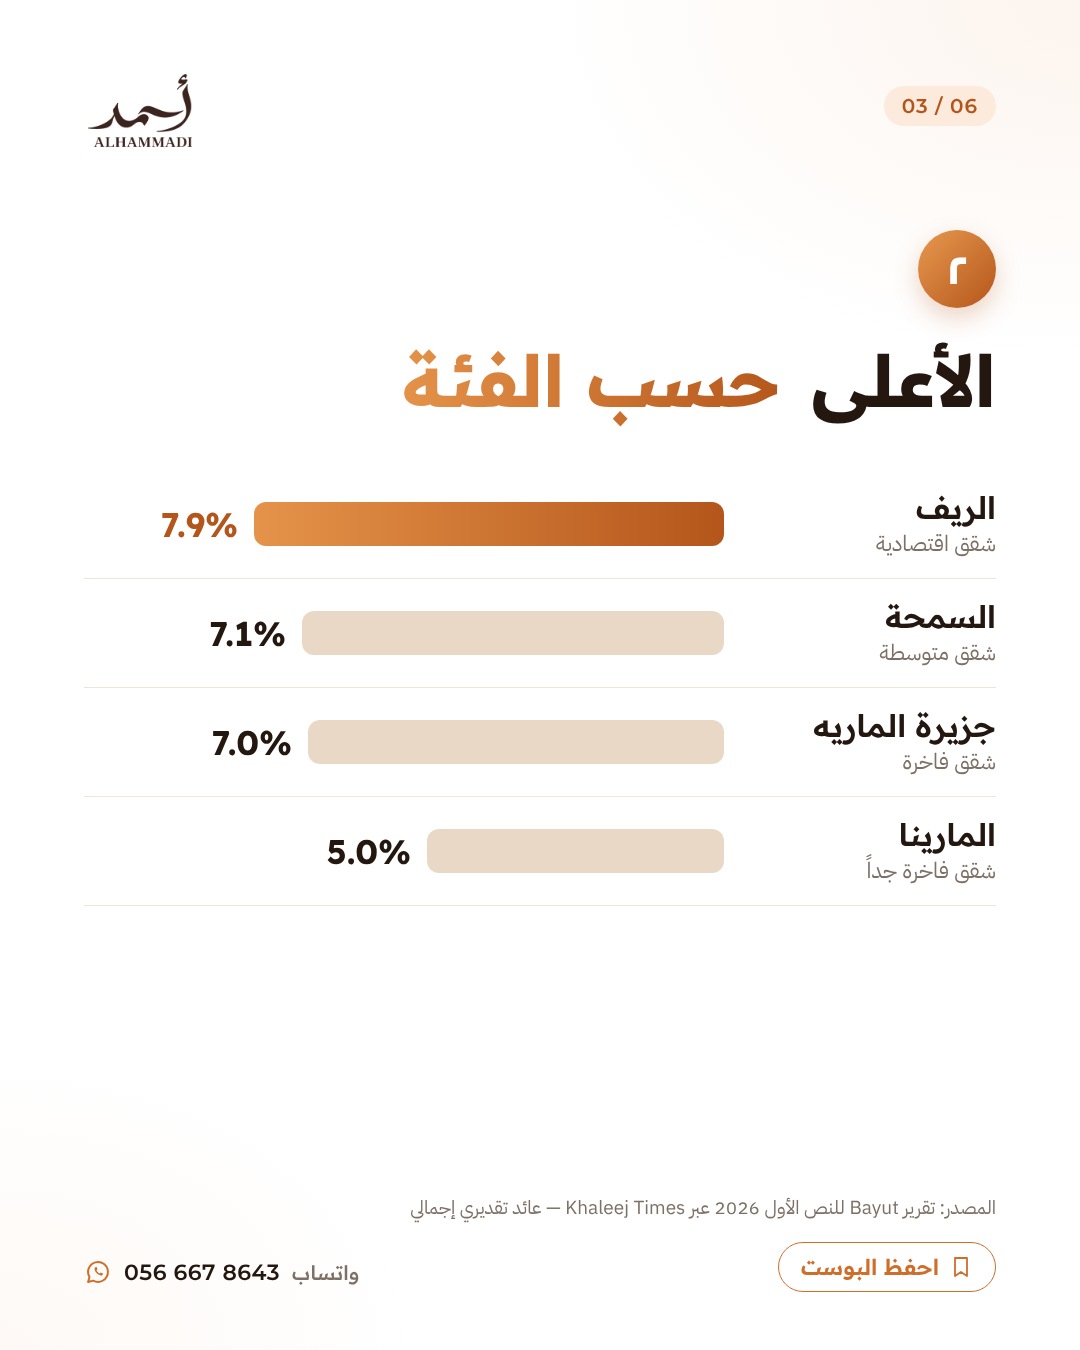 أحمد
ALHAMMADI
03 / 06
٢
الأعلى حسب الفئة
الريف
شقق اقتصادية
7.9%
السمحة
شقق متوسطة
7.1%
جزيرة الماريه
شقق فاخرة
7.0%
المارينا
شقق فاخرة جداً
5.0%
المصدر: تقرير Bayut للنص الأول 2026 عبر Khaleej Times — عائد تقديري إجمالي
احفظ البوست
واتساب 056 667 8643